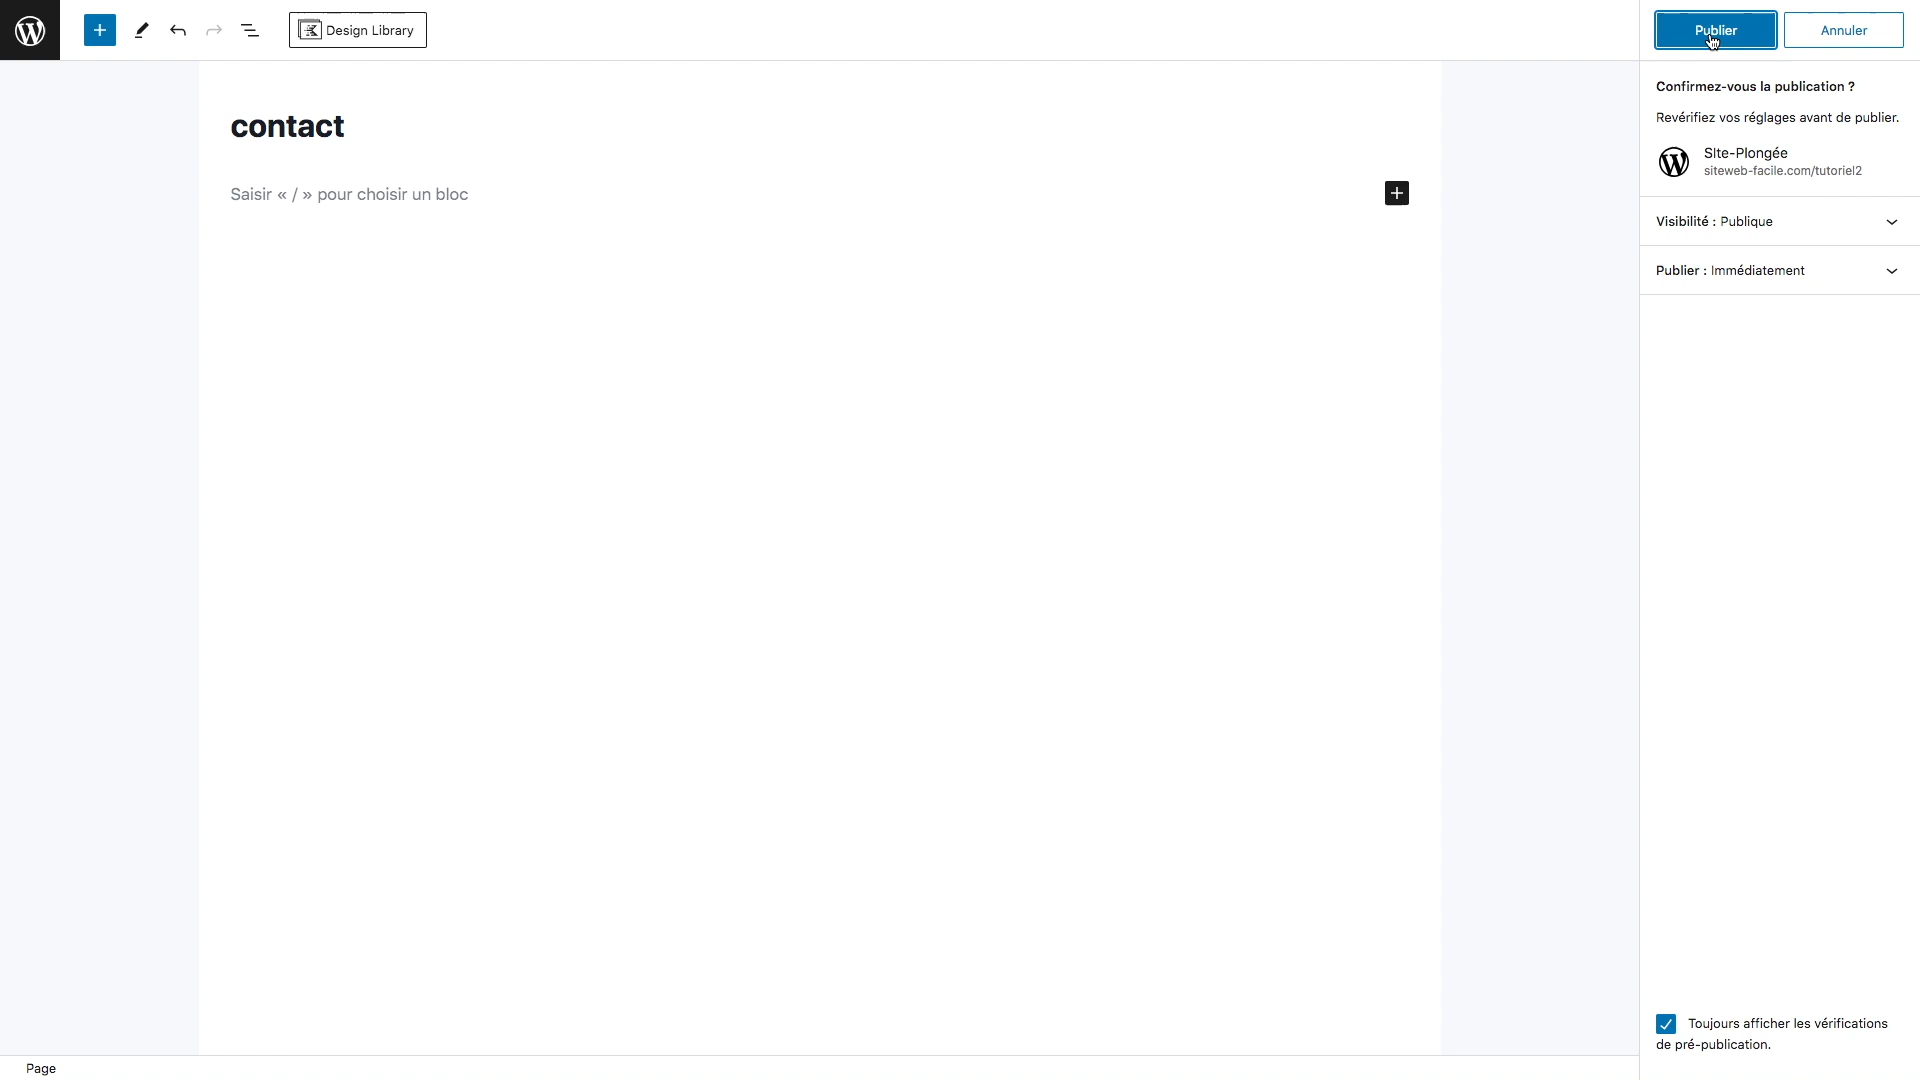 Design Library
Publier
Annuler
contact
Saisir « / » pour choisir un bloc
Confirmez-vous la publication ?
Revérifiez vos réglages avant de publier.
SIte-Plongée
siteweb-facile.com/tutoriel2
Visibilité : Publique
Publier : Immédiatement
Toujours afficher les vérifications
de pré-publication.
Page